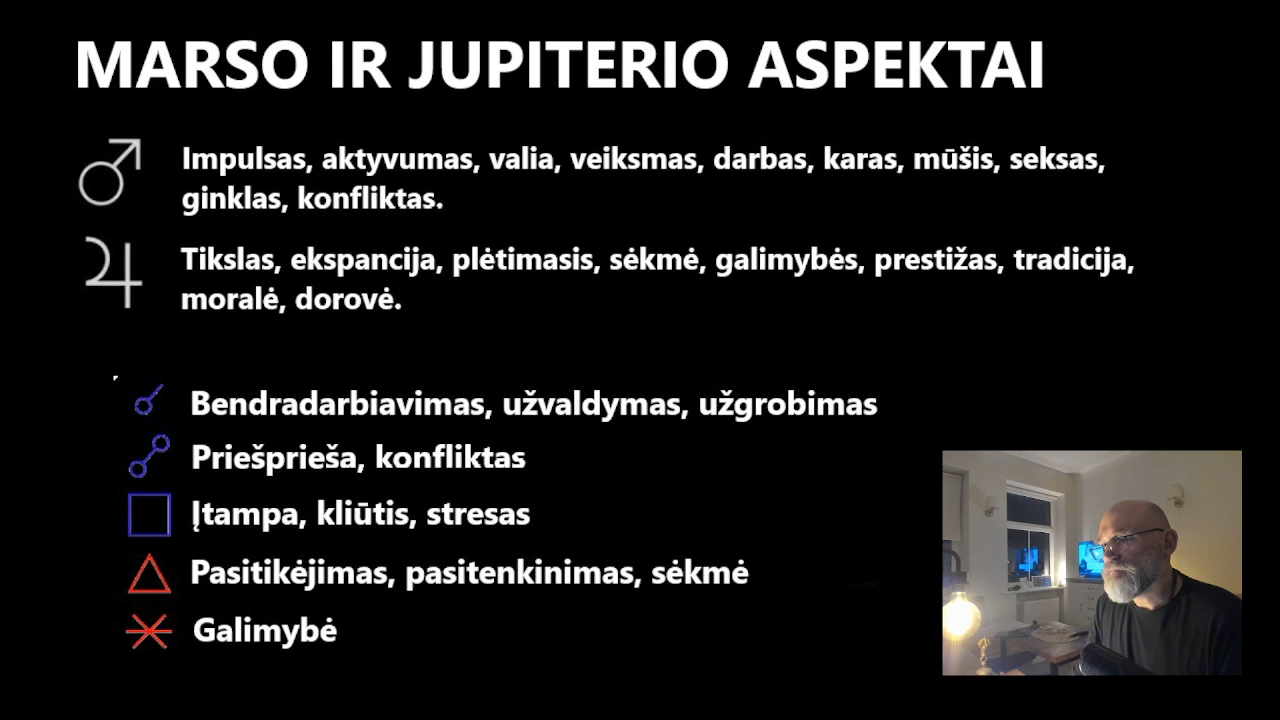 MARSO IR JUPITERIO ASPEKTAI
Impulsas, aktyvumas, valia, veiksmas, darbas, karas, mūšis, seksas,
ginklas, konfliktas.
Tikslas, ekspancija, plėtimasis, sėkmė, galimybės, prestižas, tradicija,
moralė, dorovė.
Bendradarbiavimas, užvaldymas, užgrobimas
Priešprieša, konfliktas
Įtampa, kliūtis, stresas
Pasitikėjimas, pasitenkinimas, sėkmė
Galimybė